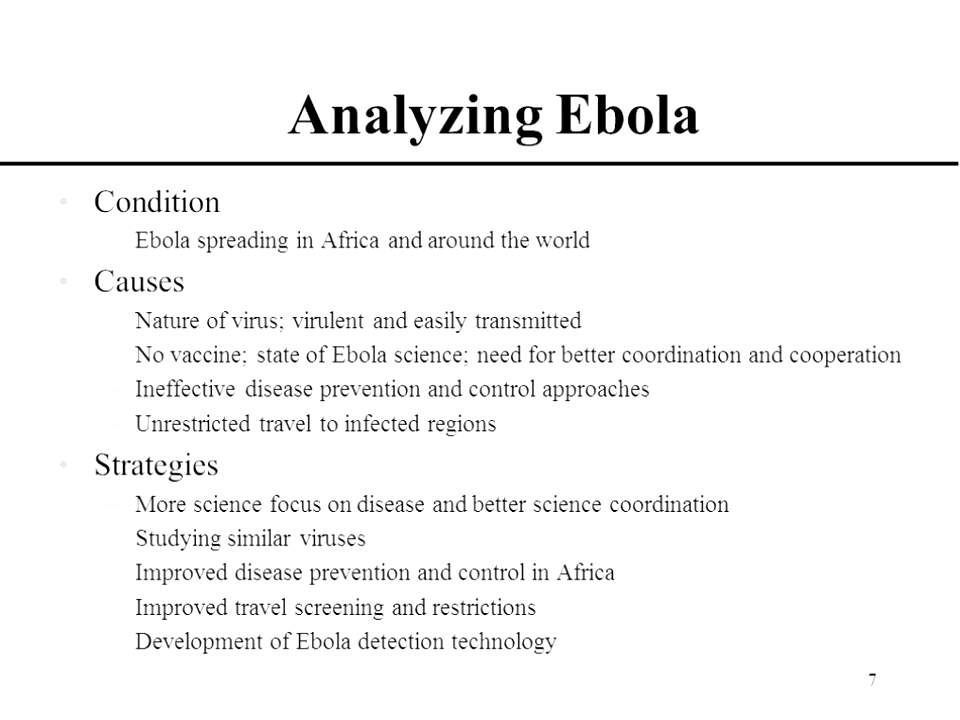 Analyzing Ebola
• Condition
Ebola spreading in Africa and around the world
• Causes
Nature of virus; virulent and easily transmitted
No vaccine; state of Ebola science; need for better coordination and cooperation
– Ineffective disease prevention and control approaches
– Unrestricted travel to infected regions
• Strategies
– More science focus on disease and better science coordination
– Studying similar viruses
Improved disease prevention and control in Africa
Improved travel screening and restrictions
Development of Ebola detection technology
7